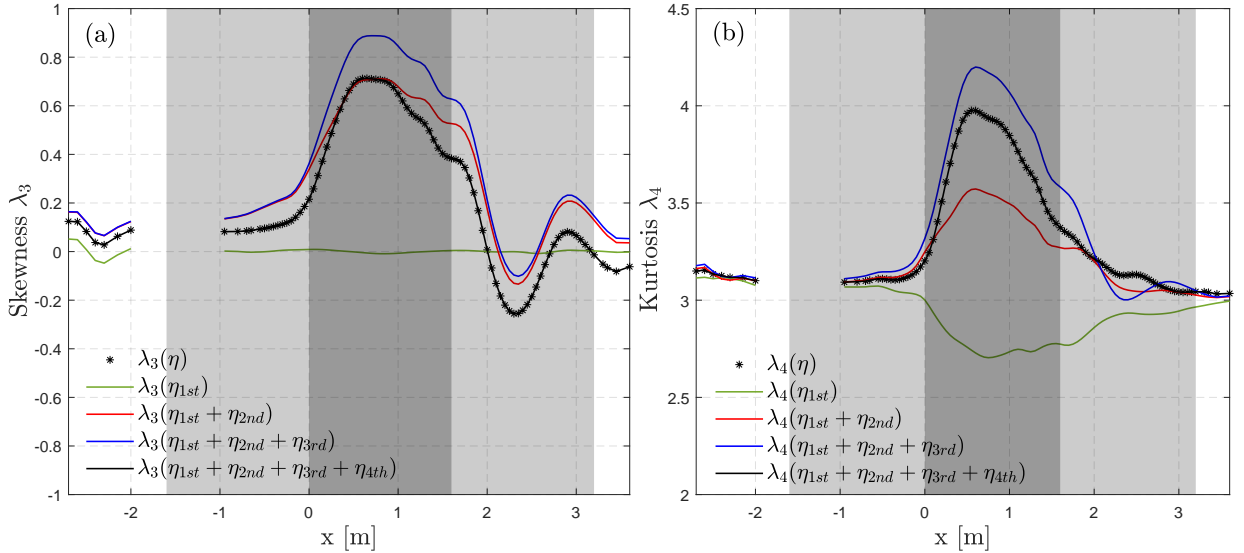 (a)
Skewness λ3
1
0.8
0.6
0.4
0.2
0
-0.2
-0.4
-0.6
-0.8
-1
λ3(η)
λ3(η1st)
λ3(η1st + η2nd)
λ3(η1st + η2nd + η3rd)
λ3(η1st + η2nd + η3rd + η4th)
-2 -1 0 1 2 3
x [m]
(b)
Kurtosis λ4
4.5
4
3.5
3
2.5
2
λ4(η)
λ4(η1st)
λ4(η1st + η2nd)
λ4(η1st + η2nd + η3rd)
λ4(η1st + η2nd + η3rd + η4th)
-2 -1 0 1 2 3
x [m]